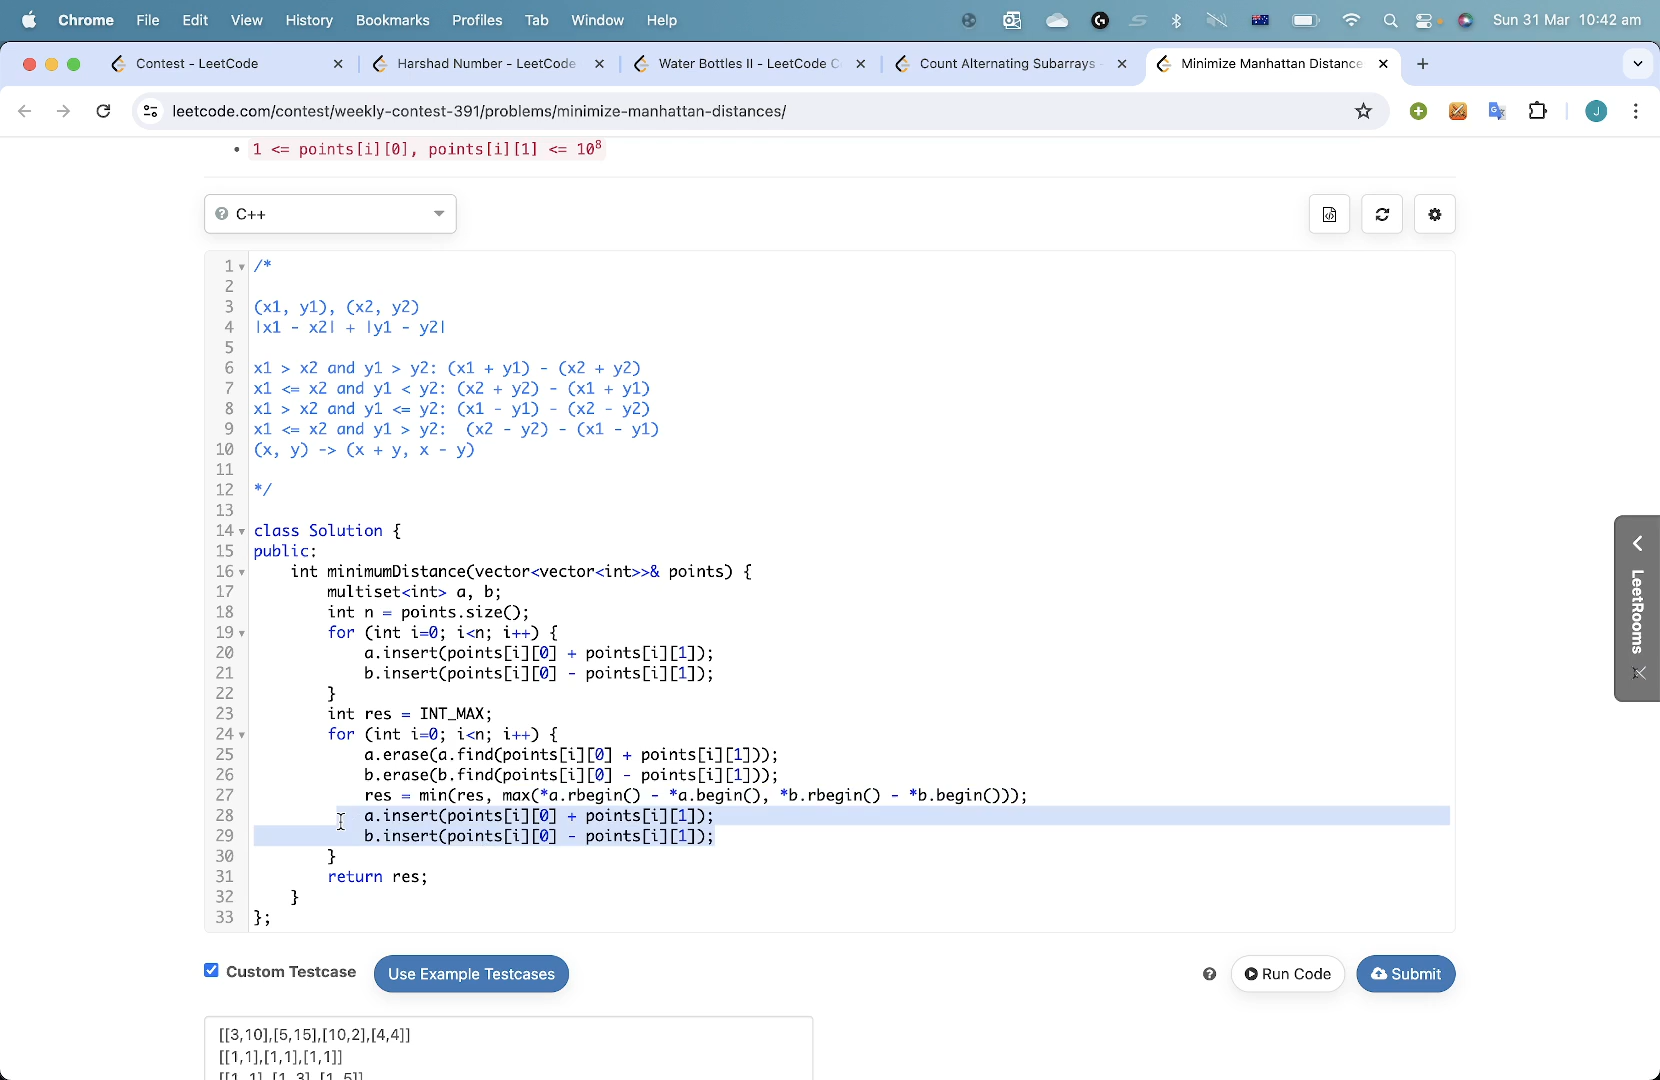 Chrome File Edit View History Bookmarks Profiles Tab Window Help Sun 31 Mar 10:42 am
Contest - LeetCode Harshad Number - LeetCode Water Bottles II - LeetCode C Count Alternating Subarrays Minimize Manhattan Distance
leetcode.com/contest/weekly-contest-391/problems/minimize-manhattan-distances/ J
• 1 <= points[i][0], points[i][1] <= 10⁸
C++
1 /*
2
3 (x1, y1), (x2, y2)
4 |x1 - x2| + |y1 - y2|
5
6 x1 > x2 and y1 > y2: (x1 + y1) - (x2 + y2)
7 x1 <= x2 and y1 < y2: (x2 + y2) - (x1 + y1)
8 x1 > x2 and y1 <= y2: (x1 - y1) - (x2 - y2)
9 x1 <= x2 and y1 > y2:  (x2 - y2) - (x1 - y1)
10 (x, y) -> (x + y, x - y)
11
12 */
13
14 class Solution {
15 public:
16     int minimumDistance(vector<vector<int>>& points) {
17         multiset<int> a, b;
18         int n = points.size();
19         for (int i=0; i<n; i++) {
20             a.insert(points[i][0] + points[i][1]);
21             b.insert(points[i][0] - points[i][1]);
22         }
23         int res = INT_MAX;
24         for (int i=0; i<n; i++) {
25             a.erase(a.find(points[i][0] + points[i][1]));
26             b.erase(b.find(points[i][0] - points[i][1]));
27             res = min(res, max(*a.rbegin() - *a.begin(), *b.rbegin() - *b.begin()));
28             a.insert(points[i][0] + points[i][1]);
29             b.insert(points[i][0] - points[i][1]);
30         }
31         return res;
32     }
33 };
LeetRooms
Custom Testcase Use Example Testcases Run Code Submit
[[3,10],[5,15],[10,2],[4,4]]
[[1,1],[1,1],[1,1]]
[[1, 1], [1, 3], [1, 5]]